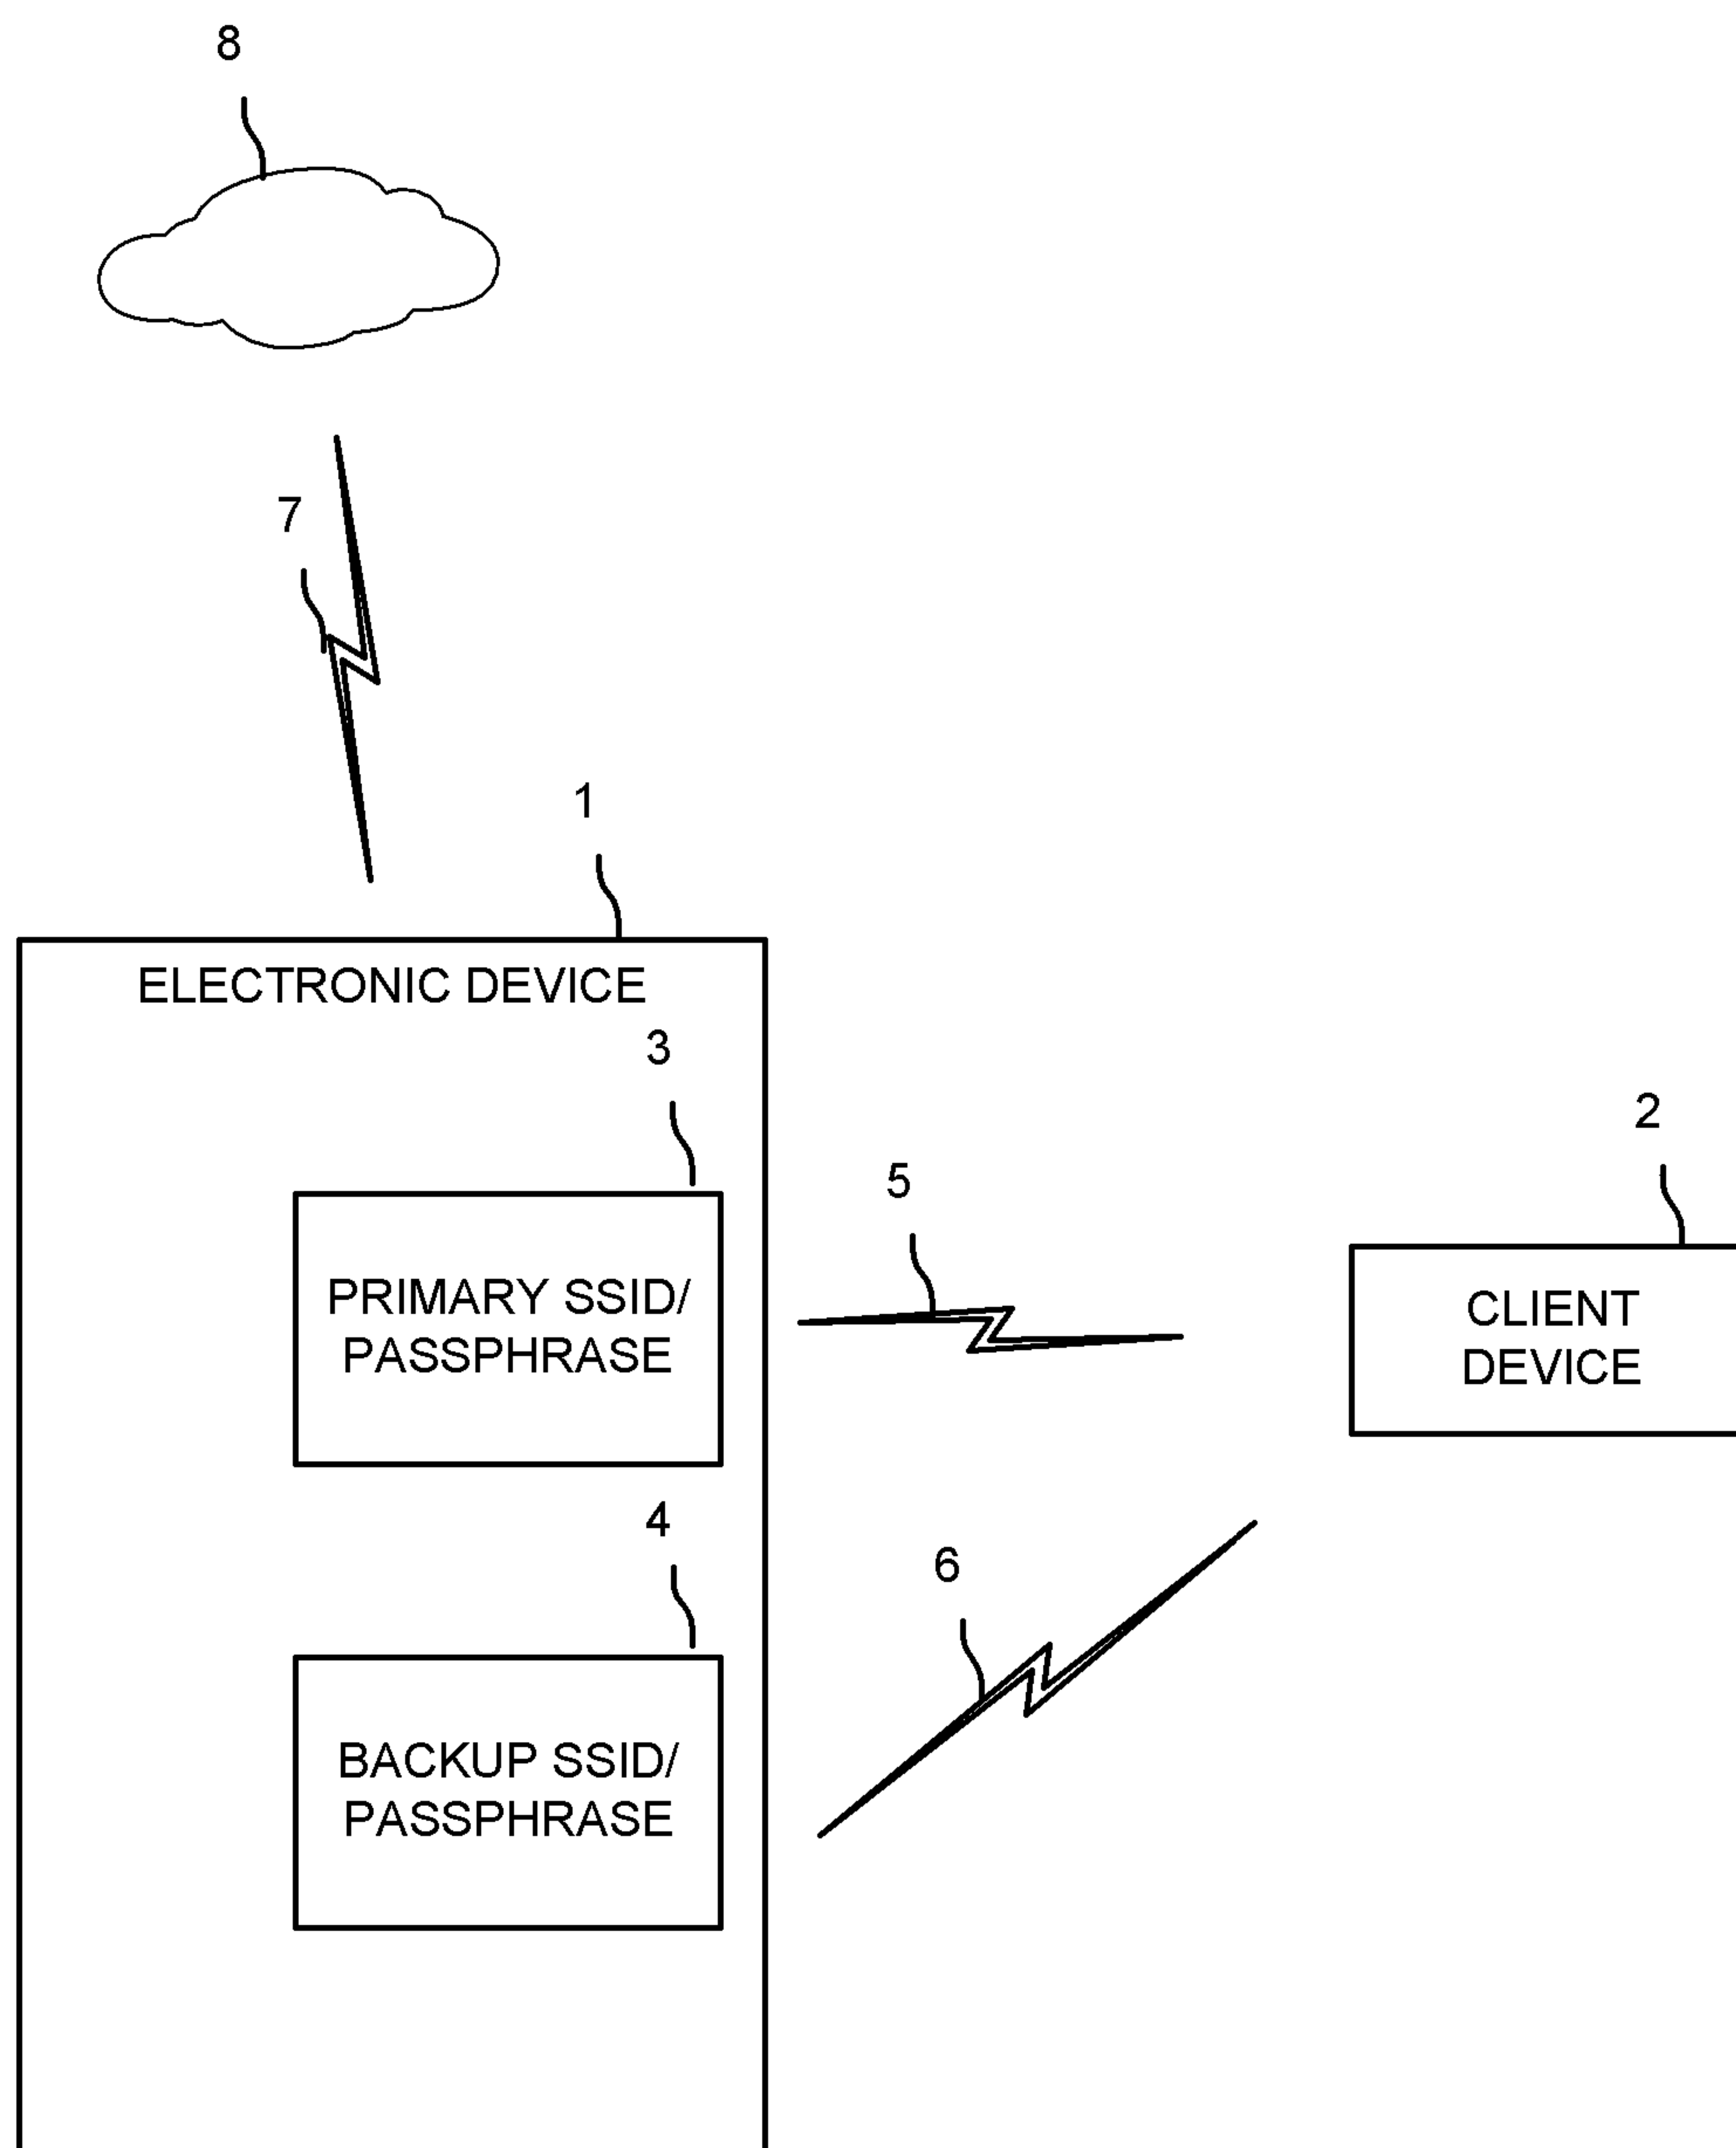 8
7
1
ELECTRONIC DEVICE
3
2
5
PRIMARY SSID/
PASSPHRASE
CLIENT
DEVICE
4
6
BACKUP SSID/
PASSPHRASE